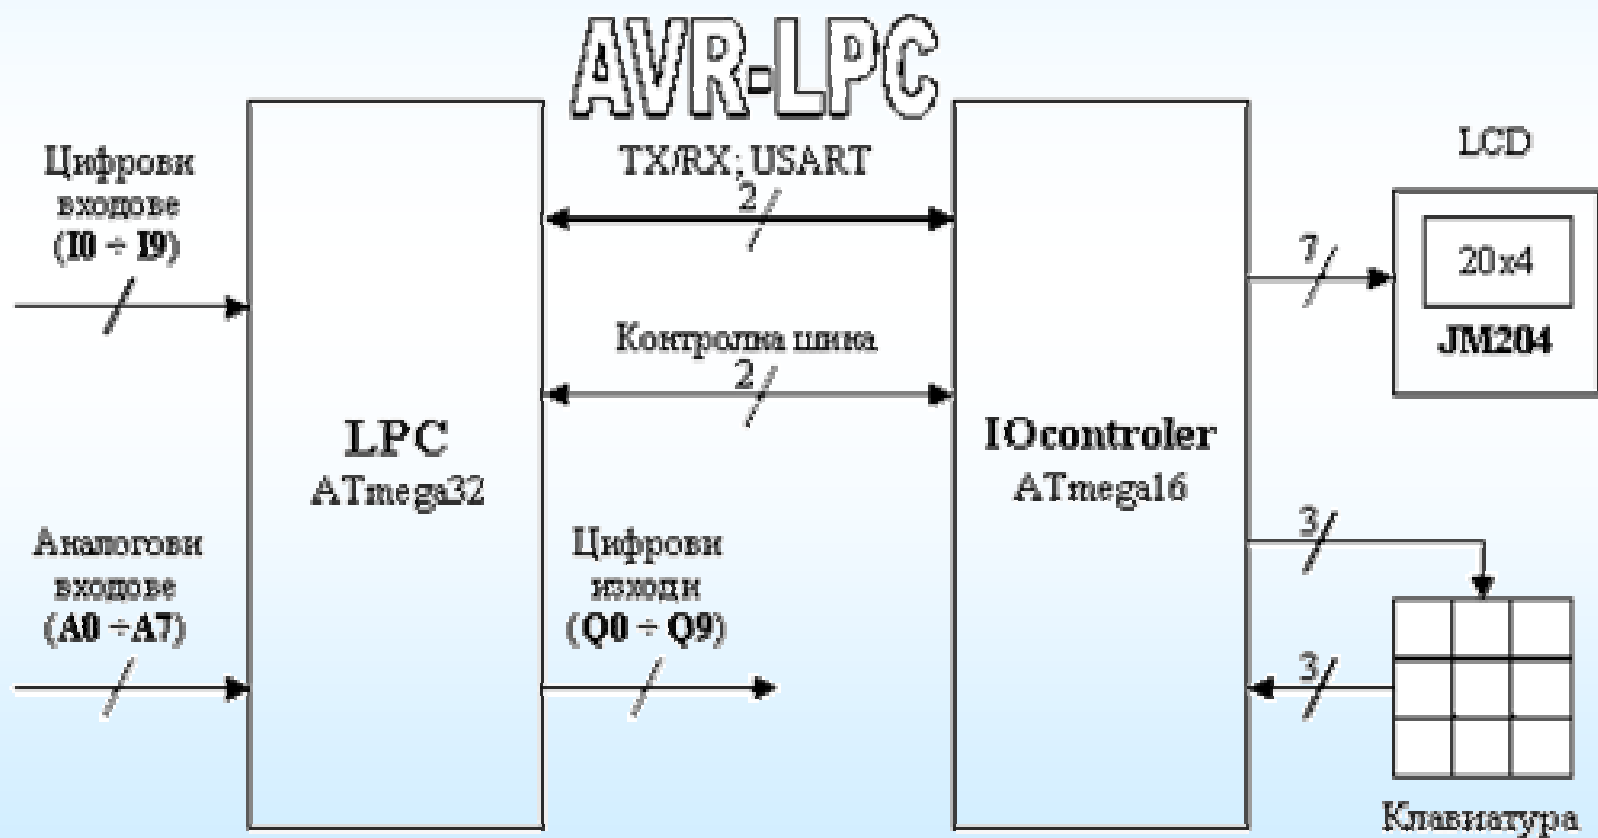 AVR-LPC
Цифрови
входове
(I0 ÷ I9)
TX/RX; USART
2
Контролна шина
2
LPC
ATmega32
Аналогови
входове
(A0 ÷A7)
Цифрови
изходи
(Q0 ÷ Q9)
IOcontroler
ATmega16
LCD
7
20x4
JM204
3
3
Клавиатура